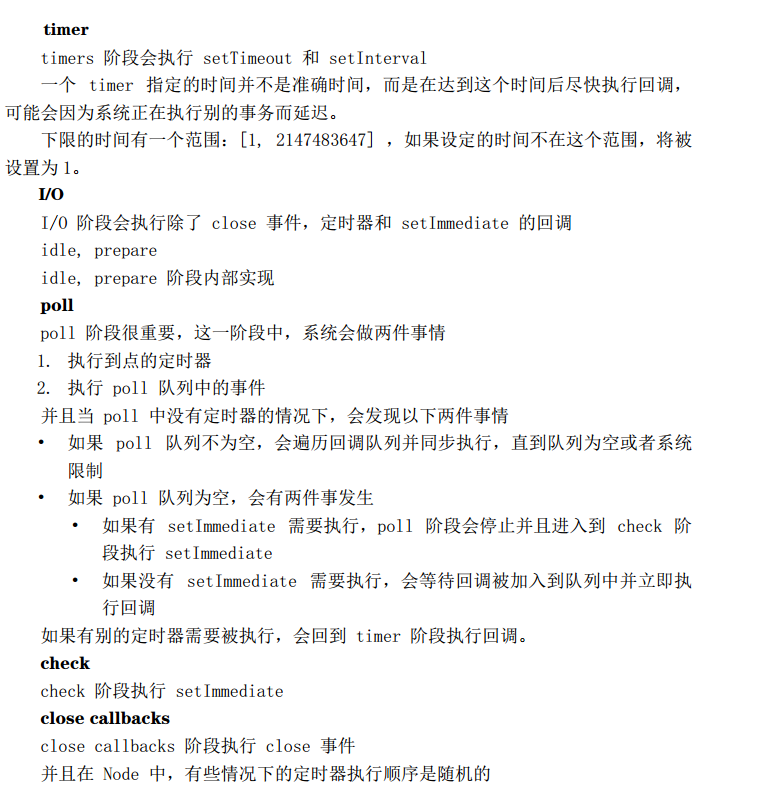 timer
timers 阶段会执行 setTimeout 和 setInterval
一个 timer 指定的时间并不是准确时间，而是在达到这个时间后尽快执行回调，
可能会因为系统正在执行别的事务而延迟。
下限的时间有一个范围：[1, 2147483647] ，如果设定的时间不在这个范围，将被
设置为 1。
I/O
I/O 阶段会执行除了 close 事件，定时器和 setImmediate 的回调
idle, prepare
idle, prepare 阶段内部实现
poll
poll 阶段很重要，这一阶段中，系统会做两件事情
1. 执行到点的定时器
2. 执行 poll 队列中的事件
并且当 poll 中没有定时器的情况下，会发现以下两件事情
• 如果 poll 队列不为空，会遍历回调队列并同步执行，直到队列为空或者系统
限制
• 如果 poll 队列为空，会有两件事发生
• 如果有 setImmediate 需要执行，poll 阶段会停止并且进入到 check 阶
段执行 setImmediate
• 如果没有 setImmediate 需要执行，会等待回调被加入到队列中并立即执
行回调
如果有别的定时器需要被执行，会回到 timer 阶段执行回调。
check
check 阶段执行 setImmediate
close callbacks
close callbacks 阶段执行 close 事件
并且在 Node 中，有些情况下的定时器执行顺序是随机的